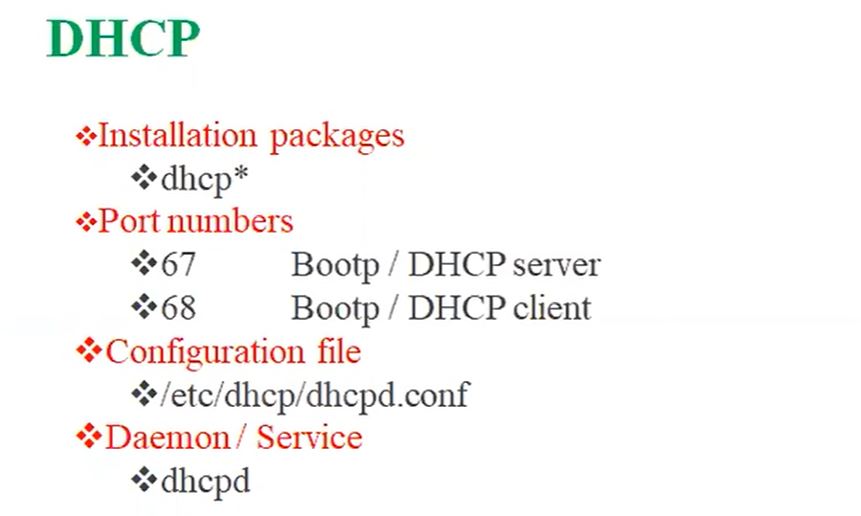 DHCP
❖Installation packages
❖dhcp*
❖Port numbers
❖67 Bootp / DHCP server
❖68 Bootp / DHCP client
❖Configuration file
❖/etc/dhcp/dhcpd.conf
❖Daemon / Service
❖dhcpd